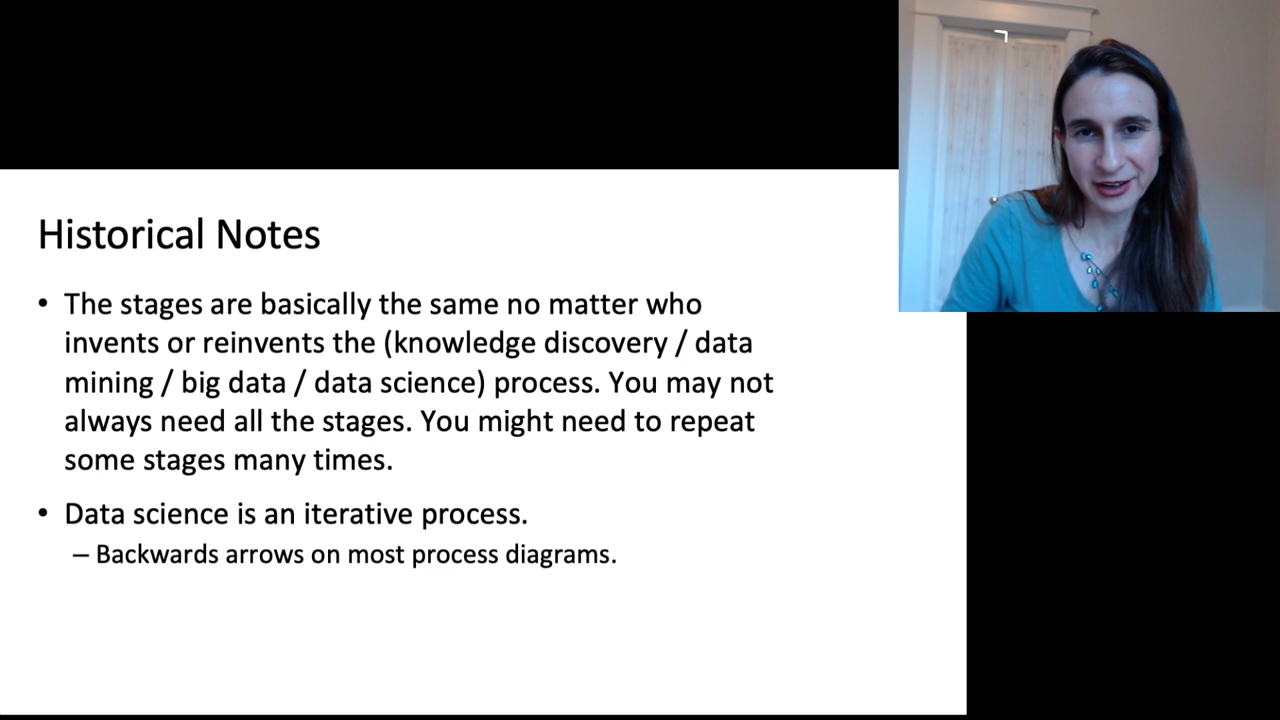 Historical Notes
• The stages are basically the same no matter who
invents or reinvents the (knowledge discovery / data
mining / big data / data science) process. You may not
always need all the stages. You might need to repeat
some stages many times.
• Data science is an iterative process.
– Backwards arrows on most process diagrams.